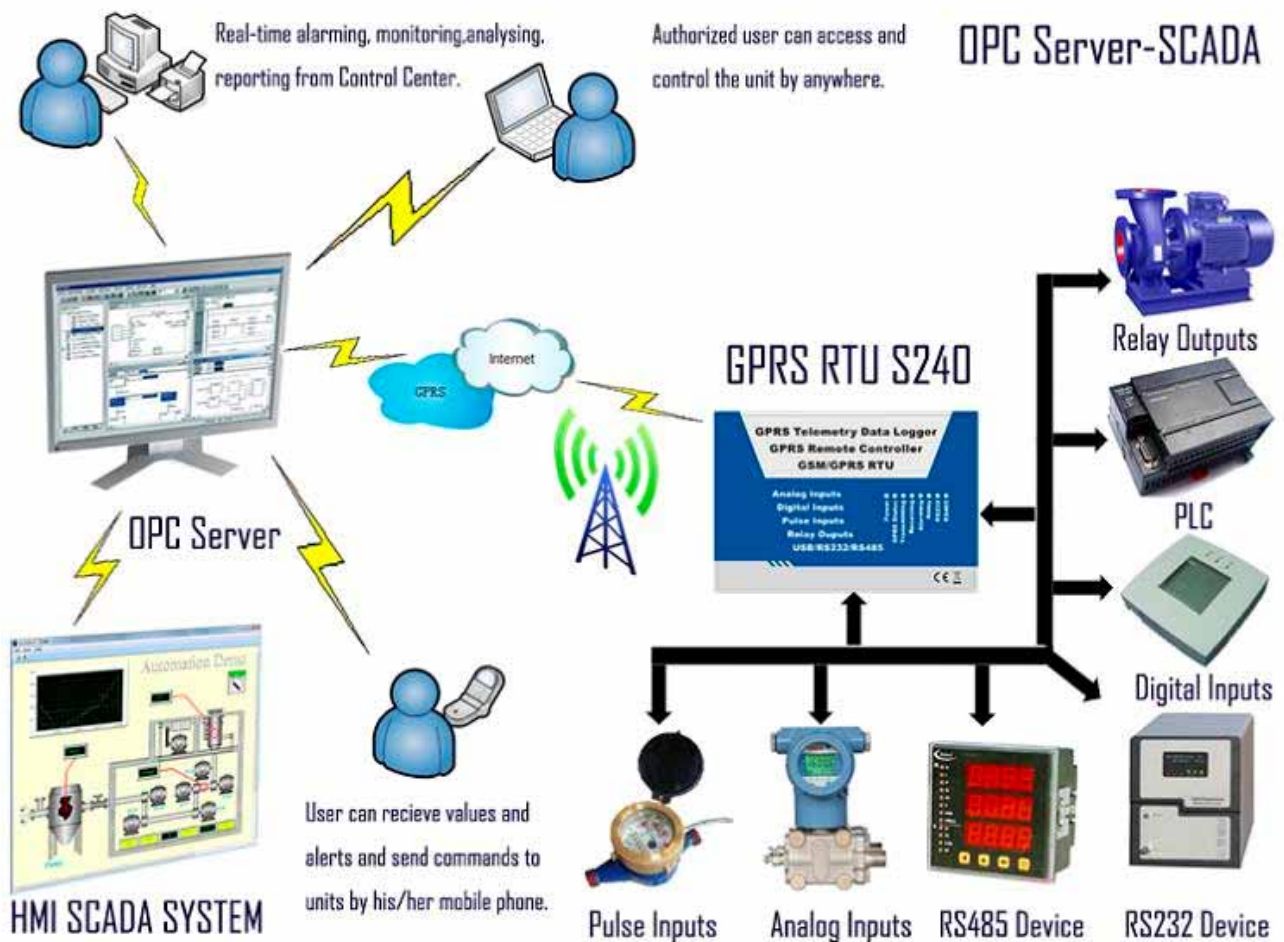 Real-time alarming, monitoring,analysing,
reporting from Control Center.
Authorized user can access and
control the unit by anywhere.
OPC Server-SCADA
Relay Outputs
Internet
GPRS
GPRS RTU S240
GPRS Telemetry Data Logger
GPRS Remote Controller
GSM/GPRS RTU
Analog Inputs
Digital Inputs
Pulse Inputs
Relay Ouputs
USB/RS232/RS485
CE
PLC
OPC Server
Digital Inputs
Automation Demo
User can recieve values and
alerts and send commands to
units by his/her mobile phone.
HMI SCADA SYSTEM
Pulse Inputs
Analog Inputs
RS485 Device
RS232 Device